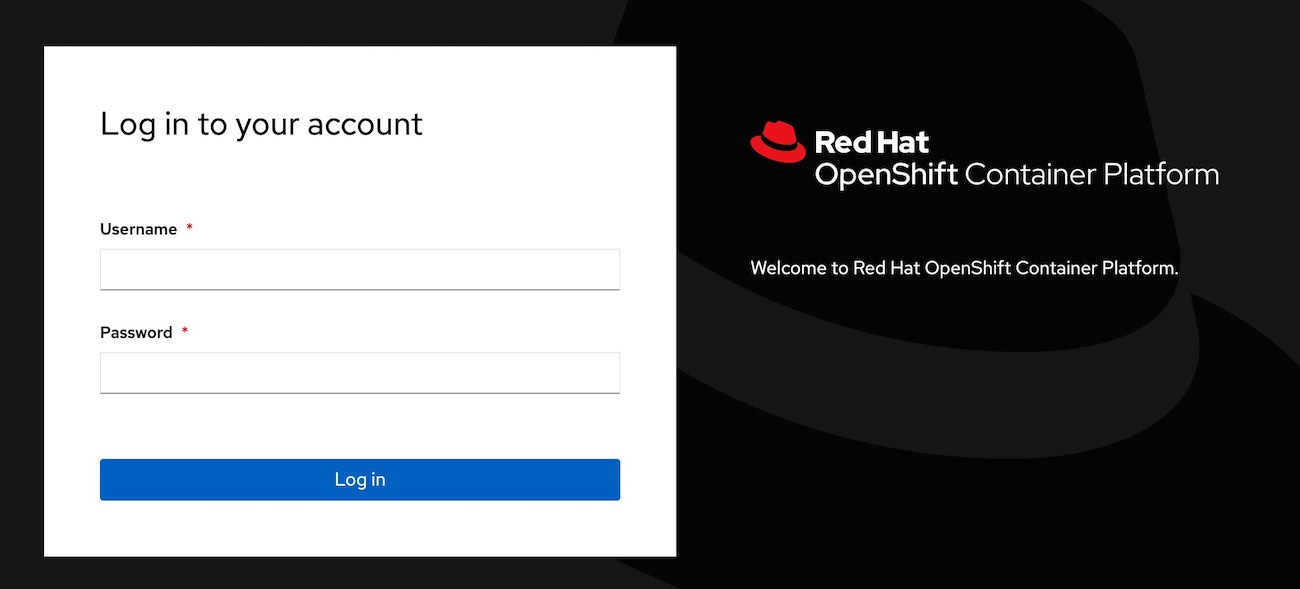 Log in to your account
Username *
Password *
Log in
Red Hat
OpenShift Container Platform
Welcome to Red Hat OpenShift Container Platform.